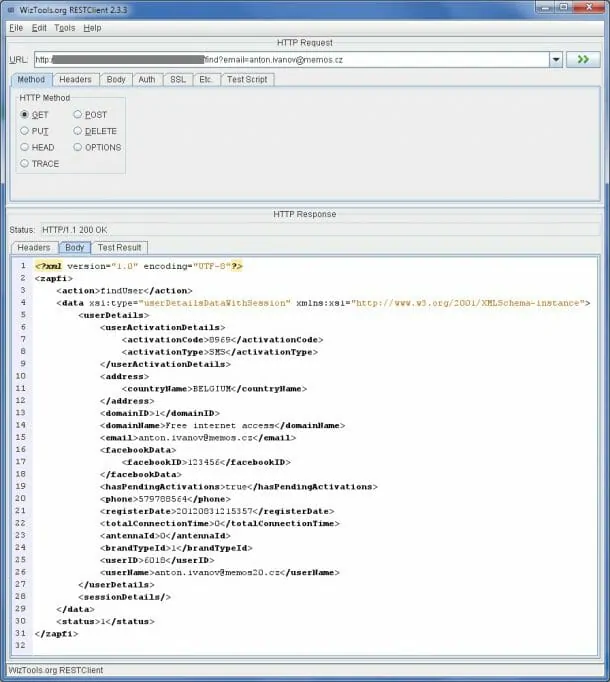 WizTools.org RESTClient 2.3.3
File Edit Tools Help
HTTP Request
URL: http: find?email=anton.ivanov@memos.cz
Method Headers Body Auth SSL Etc. Test Script
HTTP Method
GET POST
PUT DELETE
HEAD OPTIONS
TRACE
HTTP Response
Status: HTTP/1.1 200 OK
Headers Body Test Result
1 <?xml version="1.0" encoding="UTF-8"?>
2 <zapfi>
3 <action>findUser</action>
4 <data xsi:type="userDetailsDataWithSession" xmlns:xsi="http://www.w3.org/2001/XMLSchema-instance">
5 <userDetails>
6 <userActivationDetails>
7 <activationCode>8969</activationCode>
8 <activationType>SMS</activationType>
9 </userActivationDetails>
10 <address>
11 <countryName>BELGIUM</countryName>
12 </address>
13 <domainID>1</domainID>
14 <domainName>Free internet access</domainName>
15 <email>anton.ivanov@memos.cz</email>
16 <facebookData>
17 <facebookID>123456</facebookID>
18 </facebookData>
19 <hasPendingActivations>true</hasPendingActivations>
20 <phone>579788564</phone>
21 <registerDate>20120831215357</registerDate>
22 <totalConnectionTime>0</totalConnectionTime>
23 <antennaId>0</antennaId>
24 <brandTypeId>1</brandTypeId>
25 <userID>6018</userID>
26 <userName>anton.ivanov@memos20.cz</userName>
27 </userDetails>
28 <sessionDetails/>
29 </data>
30 <status>1</status>
31 </zapfi>
32
WizTools.org RESTClient